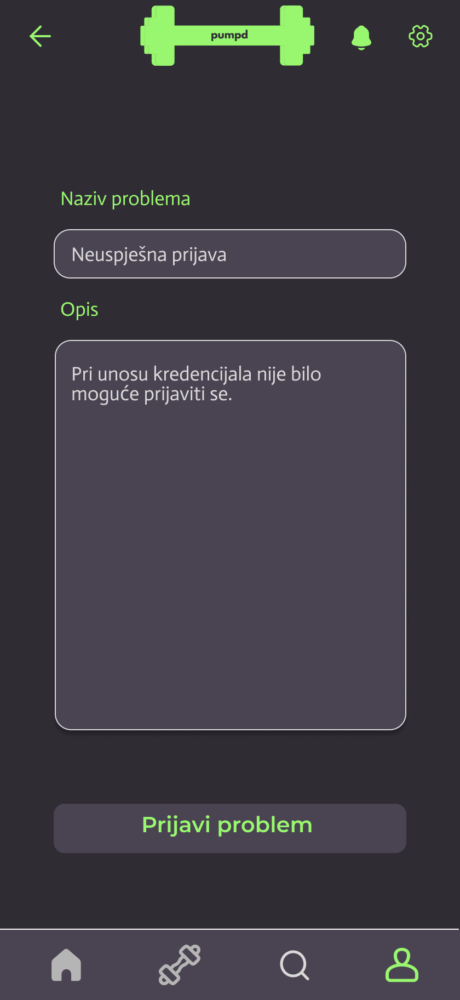 pumpd
Naziv problema
Neuspješna prijava
Opis
Pri unosu kredencijala nije bilo
moguće prijaviti se.
Prijavi problem